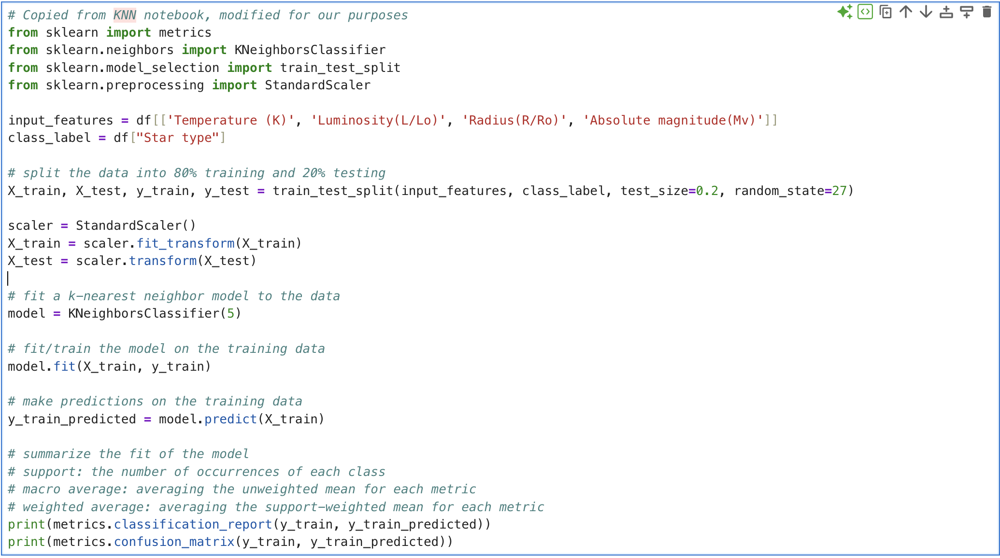 # Copied from KNN notebook, modified for our purposes
from sklearn import metrics
from sklearn.neighbors import KNeighborsClassifier
from sklearn.model_selection import train_test_split
from sklearn.preprocessing import StandardScaler

input_features = df[['Temperature (K)', 'Luminosity(L/Lo)', 'Radius(R/Ro)', 'Absolute magnitude(Mv)']]
class_label = df["Star type"]

# split the data into 80% training and 20% testing
X_train, X_test, y_train, y_test = train_test_split(input_features, class_label, test_size=0.2, random_state=27)

scaler = StandardScaler()
X_train = scaler.fit_transform(X_train)
X_test = scaler.transform(X_test)

# fit a k-nearest neighbor model to the data
model = KNeighborsClassifier(5)

# fit/train the model on the training data
model.fit(X_train, y_train)

# make predictions on the training data
y_train_predicted = model.predict(X_train)

# summarize the fit of the model
# support: the number of occurrences of each class
# macro average: averaging the unweighted mean for each metric
# weighted average: averaging the support-weighted mean for each metric
print(metrics.classification_report(y_train, y_train_predicted))
print(metrics.confusion_matrix(y_train, y_train_predicted))